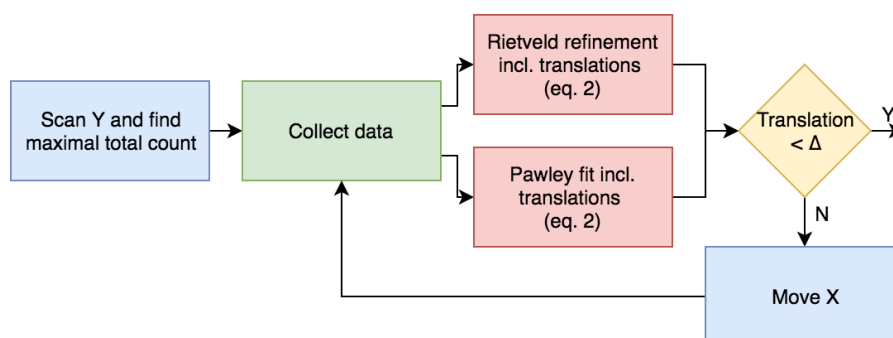 Scan Y and find
maximal total count
Collect data
Rietveld refinement
incl. translations
(eq. 2)
Pawley fit incl.
translations
(eq. 2)
Translation
< Δ
Y
N
Move X